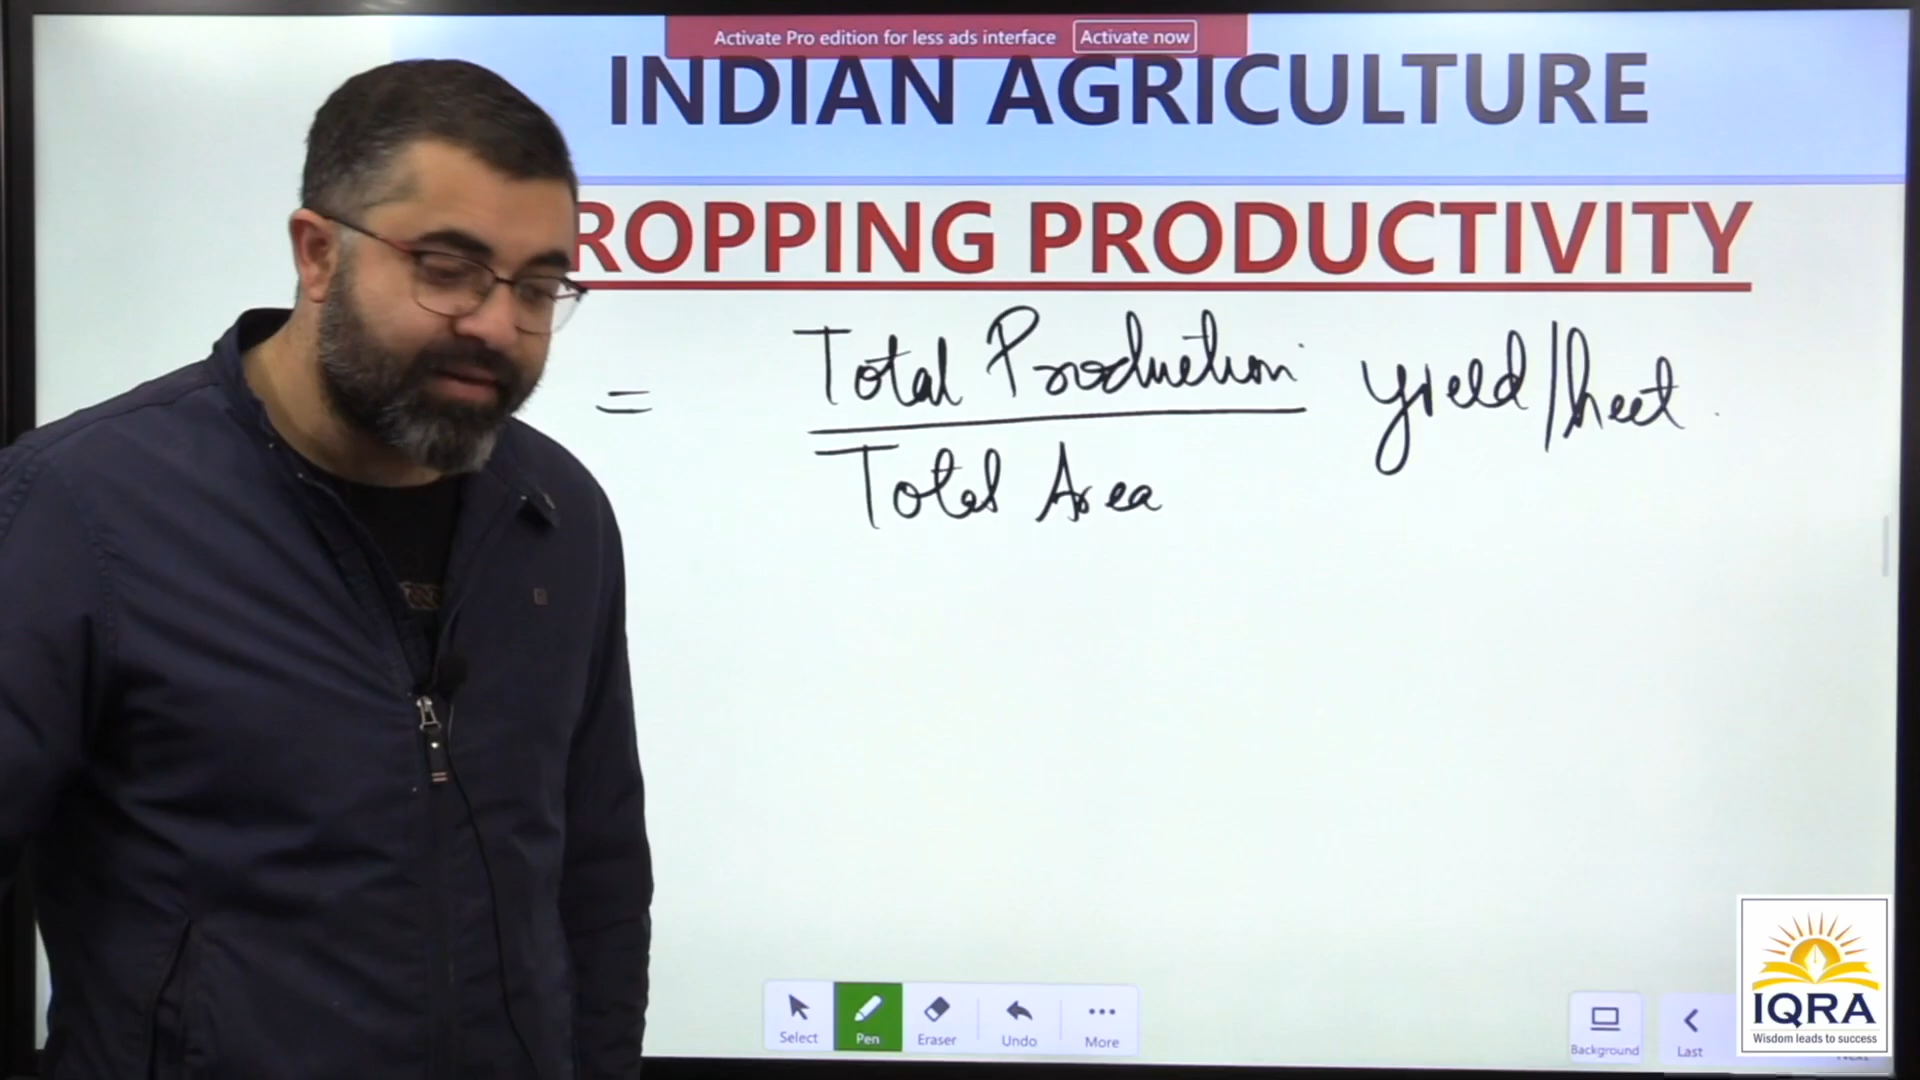 Activate Pro edition for less ads interface Activate now
INDIAN AGRICULTURE
ROPPING PRODUCTIVITY
= Total Production yield/hect.
Total Area
Select Pen Eraser Undo More
Background Last
IQRA
Wisdom leads to success